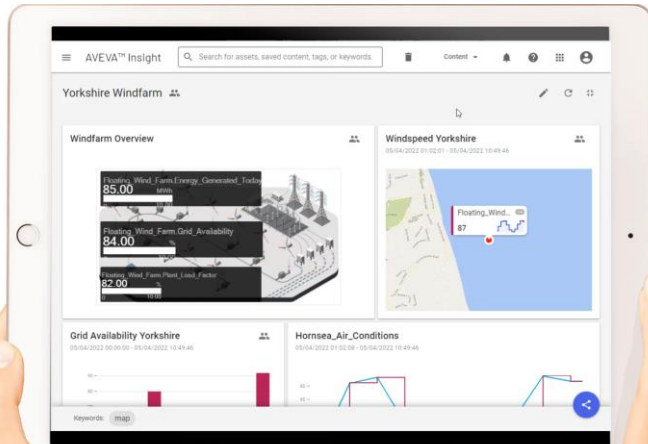 AVEVA™ Insight
Search for assets, saved content, tags, or keywords.
Content
Yorkshire Windfarm
Windfarm Overview
Floating_Wind_Farm.Energy_Generated_Today
85.00 MWh
Floating_Wind_Farm.Grid_Availability
84.00 %
Floating_Wind_Farm.Plant_Load_Factor
82.00 %
0
Windspeed Yorkshire
05/04/2022 01:02:01 - 05/04/2022 10:49:46
Floating_Wind...
87
Grid Availability Yorkshire
05/04/2022 00:00:00 - 05/04/2022 10:49:46
Hornsea_Air_Conditions
05/04/2022 01:02:08 - 05/04/2022 10:49:46
Keywords: map